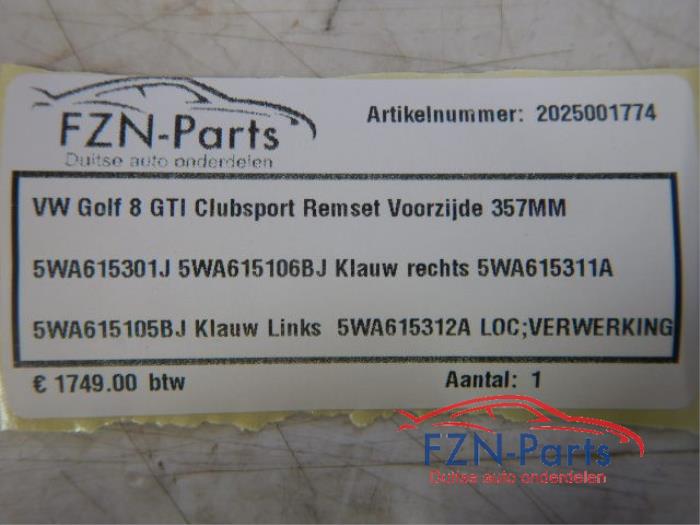 FZN-Parts
Duitse auto onderdelen
Artikelnummer: 2025001774
VW Golf 8 GTI Clubsport Remset Voorzijde 357MM
5WA615301J 5WA615106BJ Klauw rechts 5WA615311A
5WA615105BJ Klauw Links 5WA615312A LOC;VERWERKING
€ 1749.00 btw
Aantal: 1
FZN-Parts
Duitse auto onderdelen